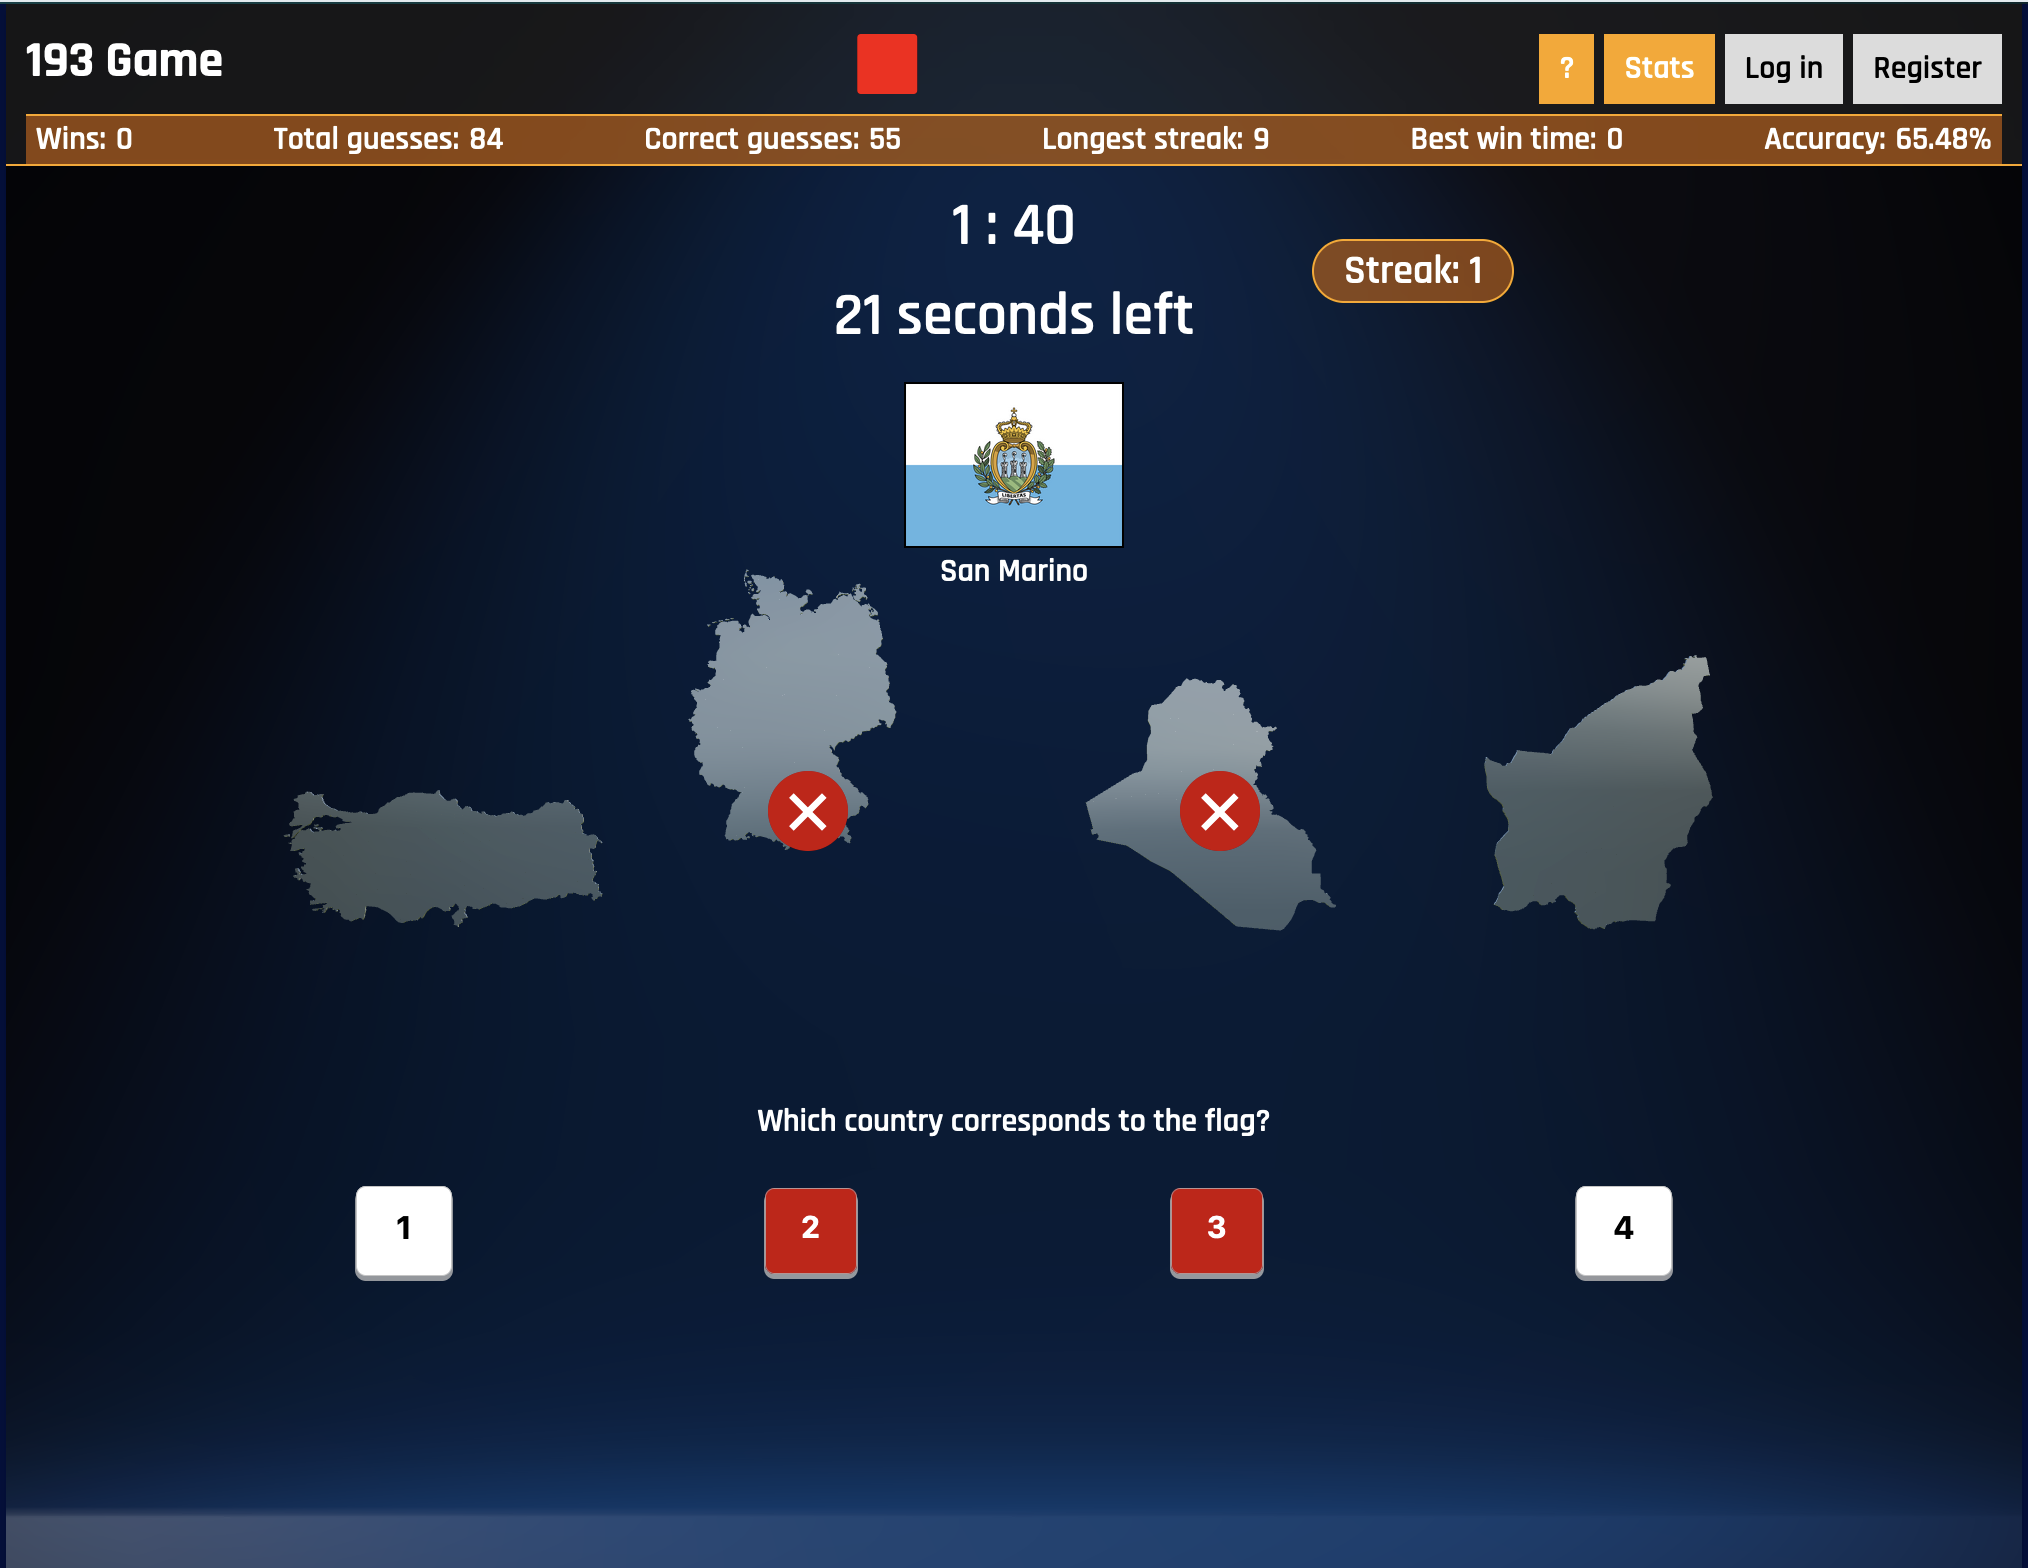 193 Game
?
Stats
Log in
Register
Wins: 0
Total guesses: 84
Correct guesses: 55
Longest streak: 9
Best win time: 0
Accuracy: 65.48%
1 : 40
Streak: 1
21 seconds left
LIBERTAS
San Marino
Which country corresponds to the flag?
1
2
3
4